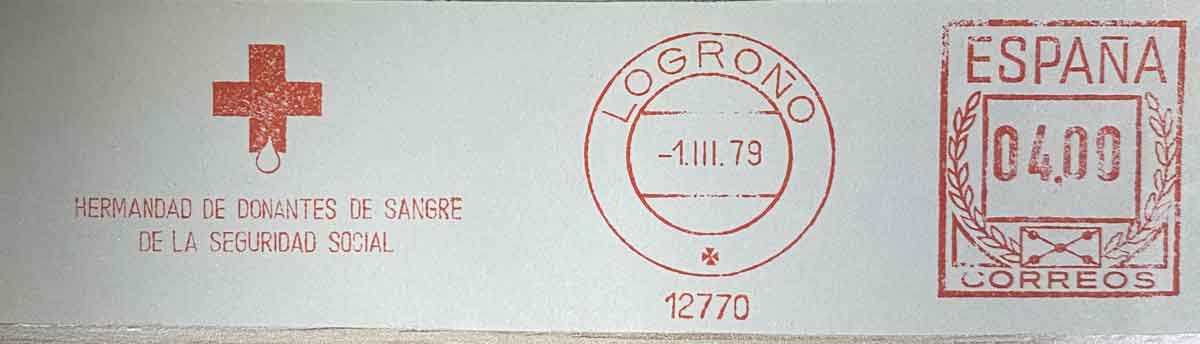 HERMANDAD DE DONANTES DE SANGRE
DE LA SEGURIDAD SOCIAL
LOGROÑO
-1.III.79
12770
ESPAÑA
04.00
CORREOS